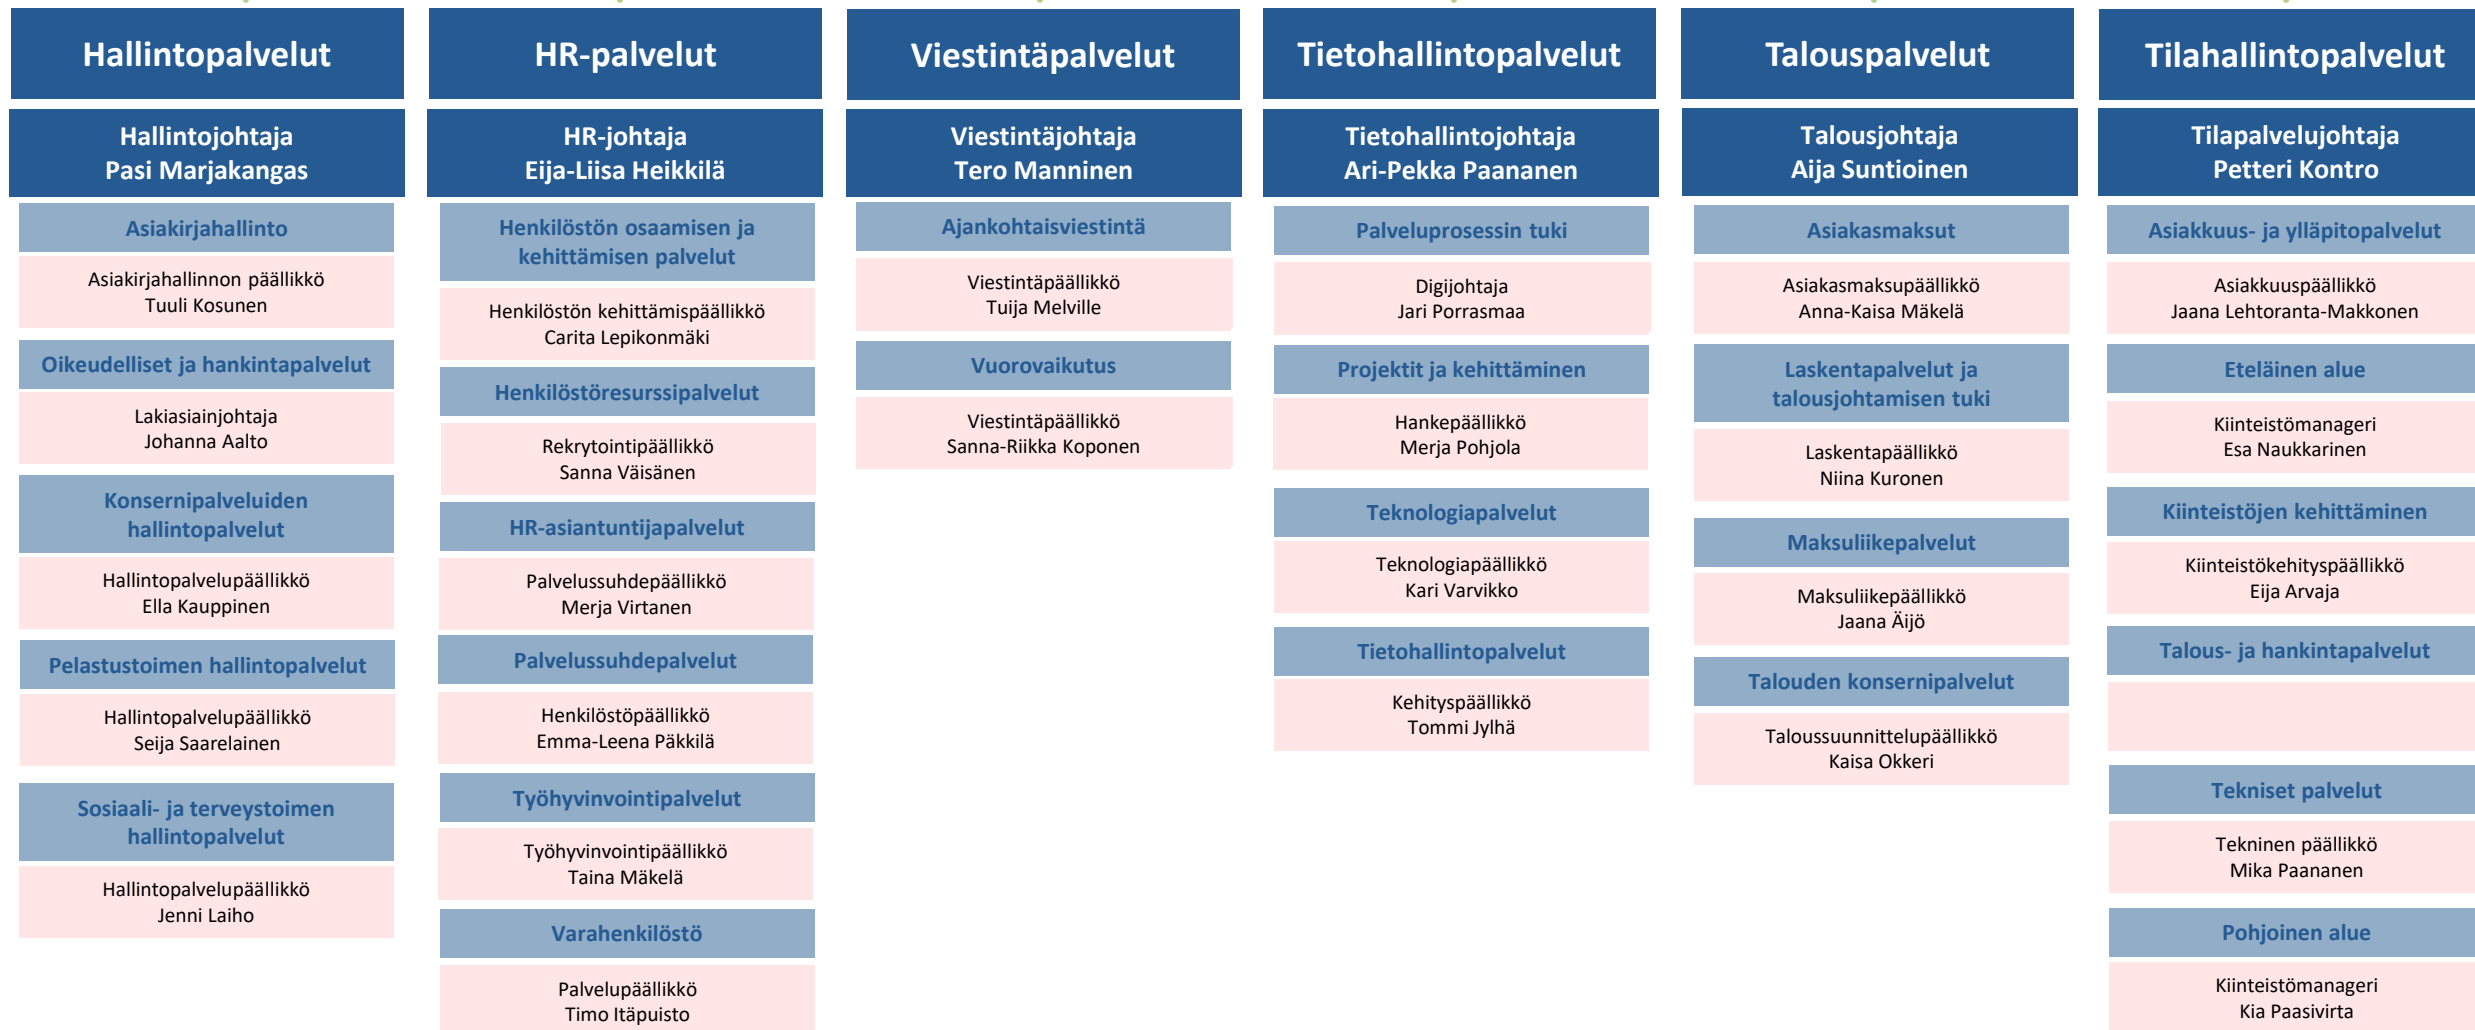 Hallintopalvelut
Hallintojohtaja
Pasi Marjakangas
Asiakirjahallinto
Asiakirjahallinnon päällikkö
Tuuli Kosunen
Oikeudelliset ja hankintapalvelut
Lakiasiainjohtaja
Johanna Aalto
Konsernipalveluiden
hallintopalvelut
Hallintopalvelupäällikkö
Ella Kauppinen
Pelastustoimen hallintopalvelut
Hallintopalvelupäällikkö
Seija Saarelainen
Sosiaali- ja terveystoimen
hallintopalvelut
Hallintopalvelupäällikkö
Jenni Laiho
HR-palvelut
HR-johtaja
Eija-Liisa Heikkilä
Henkilöstön osaamisen ja
kehittämisen palvelut
Henkilöstön kehittämispäällikkö
Carita Lepikonmäki
Henkilöstöresurssipalvelut
Rekrytointipäällikkö
Sanna Väisänen
HR-asiantuntijapalvelut
Palvelussuhdepäällikkö
Merja Virtanen
Palvelussuhdepalvelut
Henkilöstöpäällikkö
Emma-Leena Päkkilä
Työhyvinvointipalvelut
Työhyvinvointipäällikkö
Taina Mäkelä
Varahenkilöstö
Palvelupäällikkö
Timo Itäpuisto
Viestintäpalvelut
Viestintäjohtaja
Tero Manninen
Ajankohtaisviestintä
Viestintäpäällikkö
Tuija Melville
Vuorovaikutus
Viestintäpäällikkö
Sanna-Riikka Koponen
Tietohallintopalvelut
Tietohallintojohtaja
Ari-Pekka Paananen
Palveluprosessin tuki
Digijohtaja
Jari Porrasmaa
Projektit ja kehittäminen
Hankepäällikkö
Merja Pohjola
Teknologiapalvelut
Teknologiapäällikkö
Kari Varvikko
Tietohallintopalvelut
Kehityspäällikkö
Tommi Jylhä
Talouspalvelut
Talousjohtaja
Aija Suntioinen
Asiakasmaksut
Asiakasmaksupäällikkö
Anna-Kaisa Mäkelä
Laskentapalvelut ja
talousjohtamisen tuki
Laskentapäällikkö
Niina Kuronen
Maksuliikepalvelut
Maksuliikepäällikkö
Jaana Äijö
Talouden konsernipalvelut
Taloussuunnittelupäällikkö
Kaisa Okkeri
Tilahallintopalvelut
Tilapalvelujohtaja
Petteri Kontro
Asiakkuus- ja ylläpitopalvelut
Asiakkuuspäällikkö
Jaana Lehtoranta-Makkonen
Eteläinen alue
Kiinteistömanageri
Esa Naukkarinen
Kiinteistöjen kehittäminen
Kiinteistökehityspäällikkö
Eija Arvaja
Talous- ja hankintapalvelut
Tekniset palvelut
Tekninen päällikkö
Mika Paananen
Pohjoinen alue
Kiinteistömanageri
Kia Paasivirta